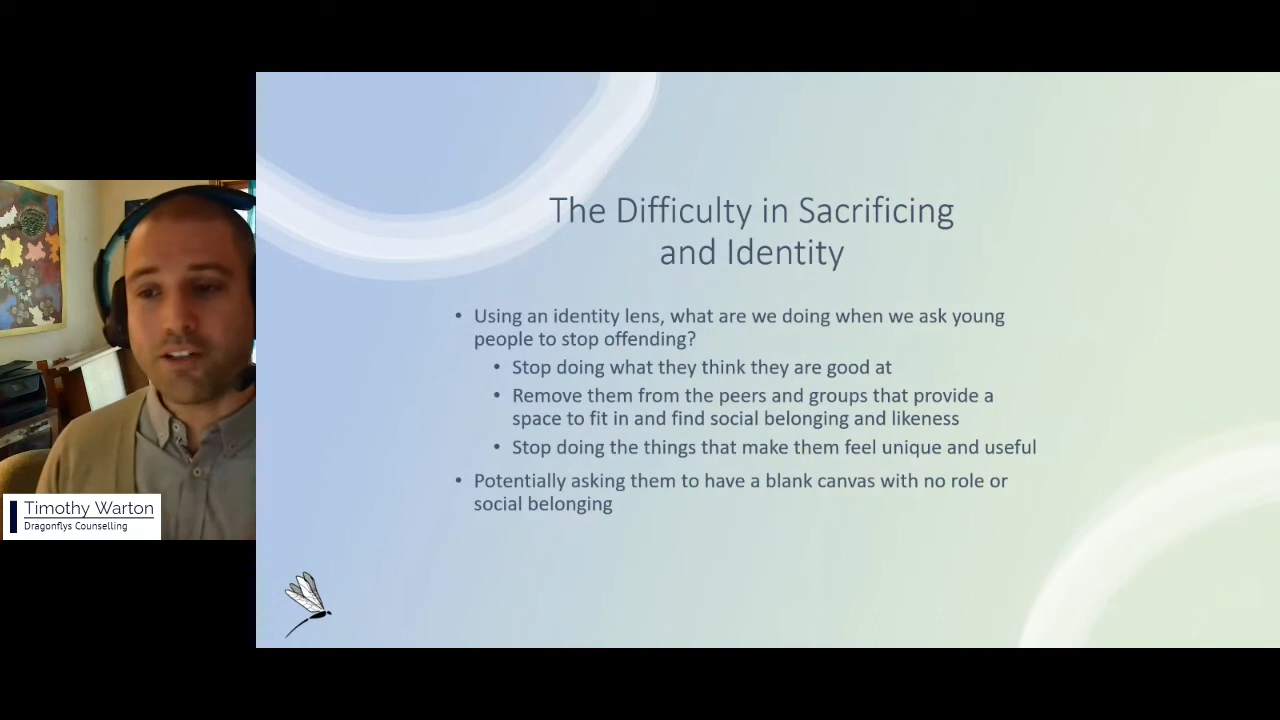 The Difficulty in Sacrificing
and Identity
• Using an identity lens, what are we doing when we ask young
people to stop offending?
• Stop doing what they think they are good at
• Remove them from the peers and groups that provide a
space to fit in and find social belonging and likeness
• Stop doing the things that make them feel unique and useful
• Potentially asking them to have a blank canvas with no role or
social belonging
Timothy Warton
Dragonflys Counselling